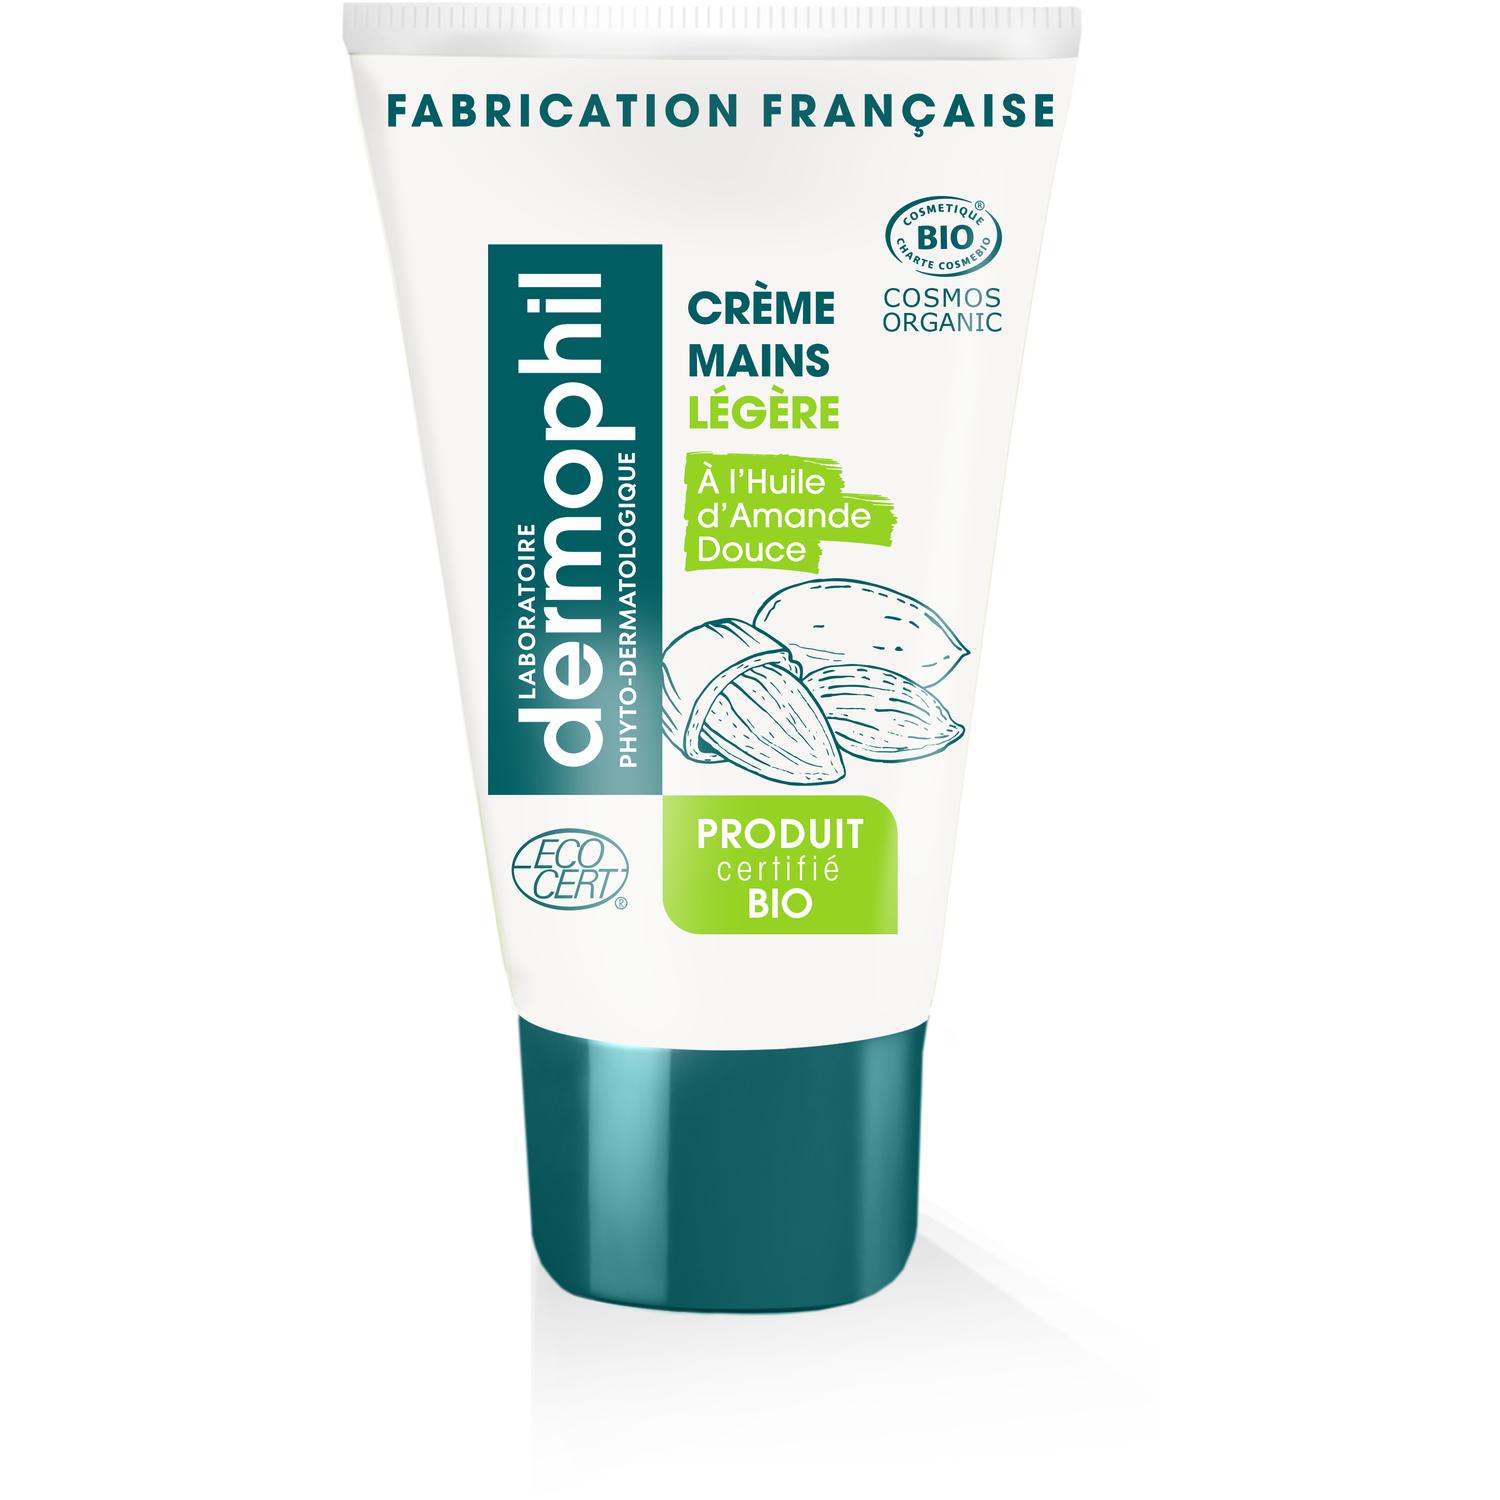 FABRICATION FRANÇAISE
COSMETIQUE ®
BIO
CHARTE COSMEBIO
COSMOS
ORGANIC
LABORATOIRE
dermophil
PHYTO-DERMATOLOGIQUE
CRÈME
MAINS
LÉGÈRE
À l'Huile
d'Amande
Douce
ECO
CERT
®
PRODUIT
certifié
BIO